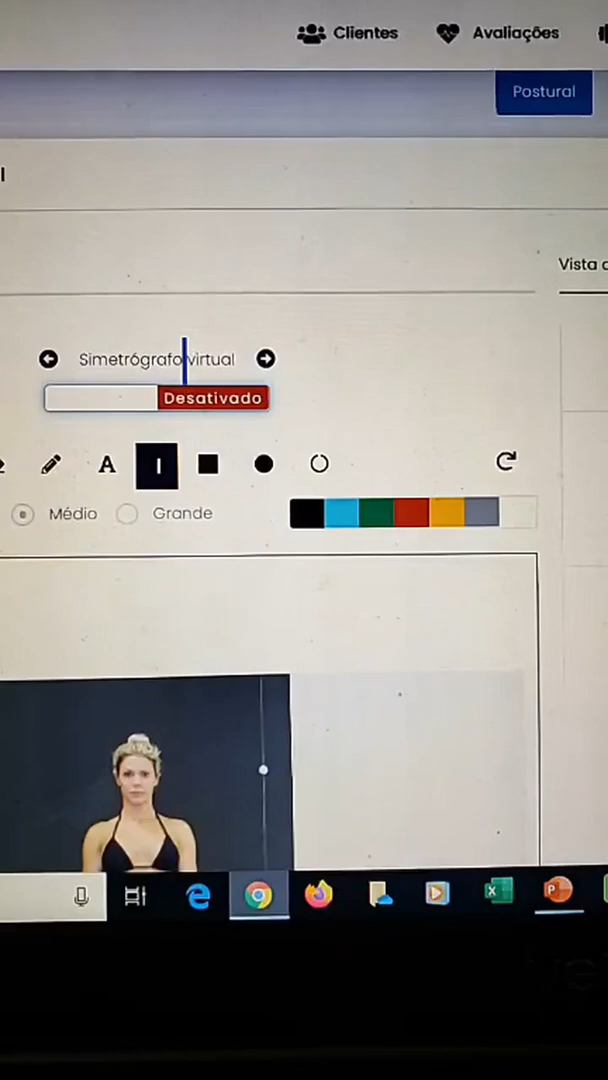 Clientes
Avaliações
Postural
Vista
Simetrógrafo virtual
Desativado
A
Médio
Grande